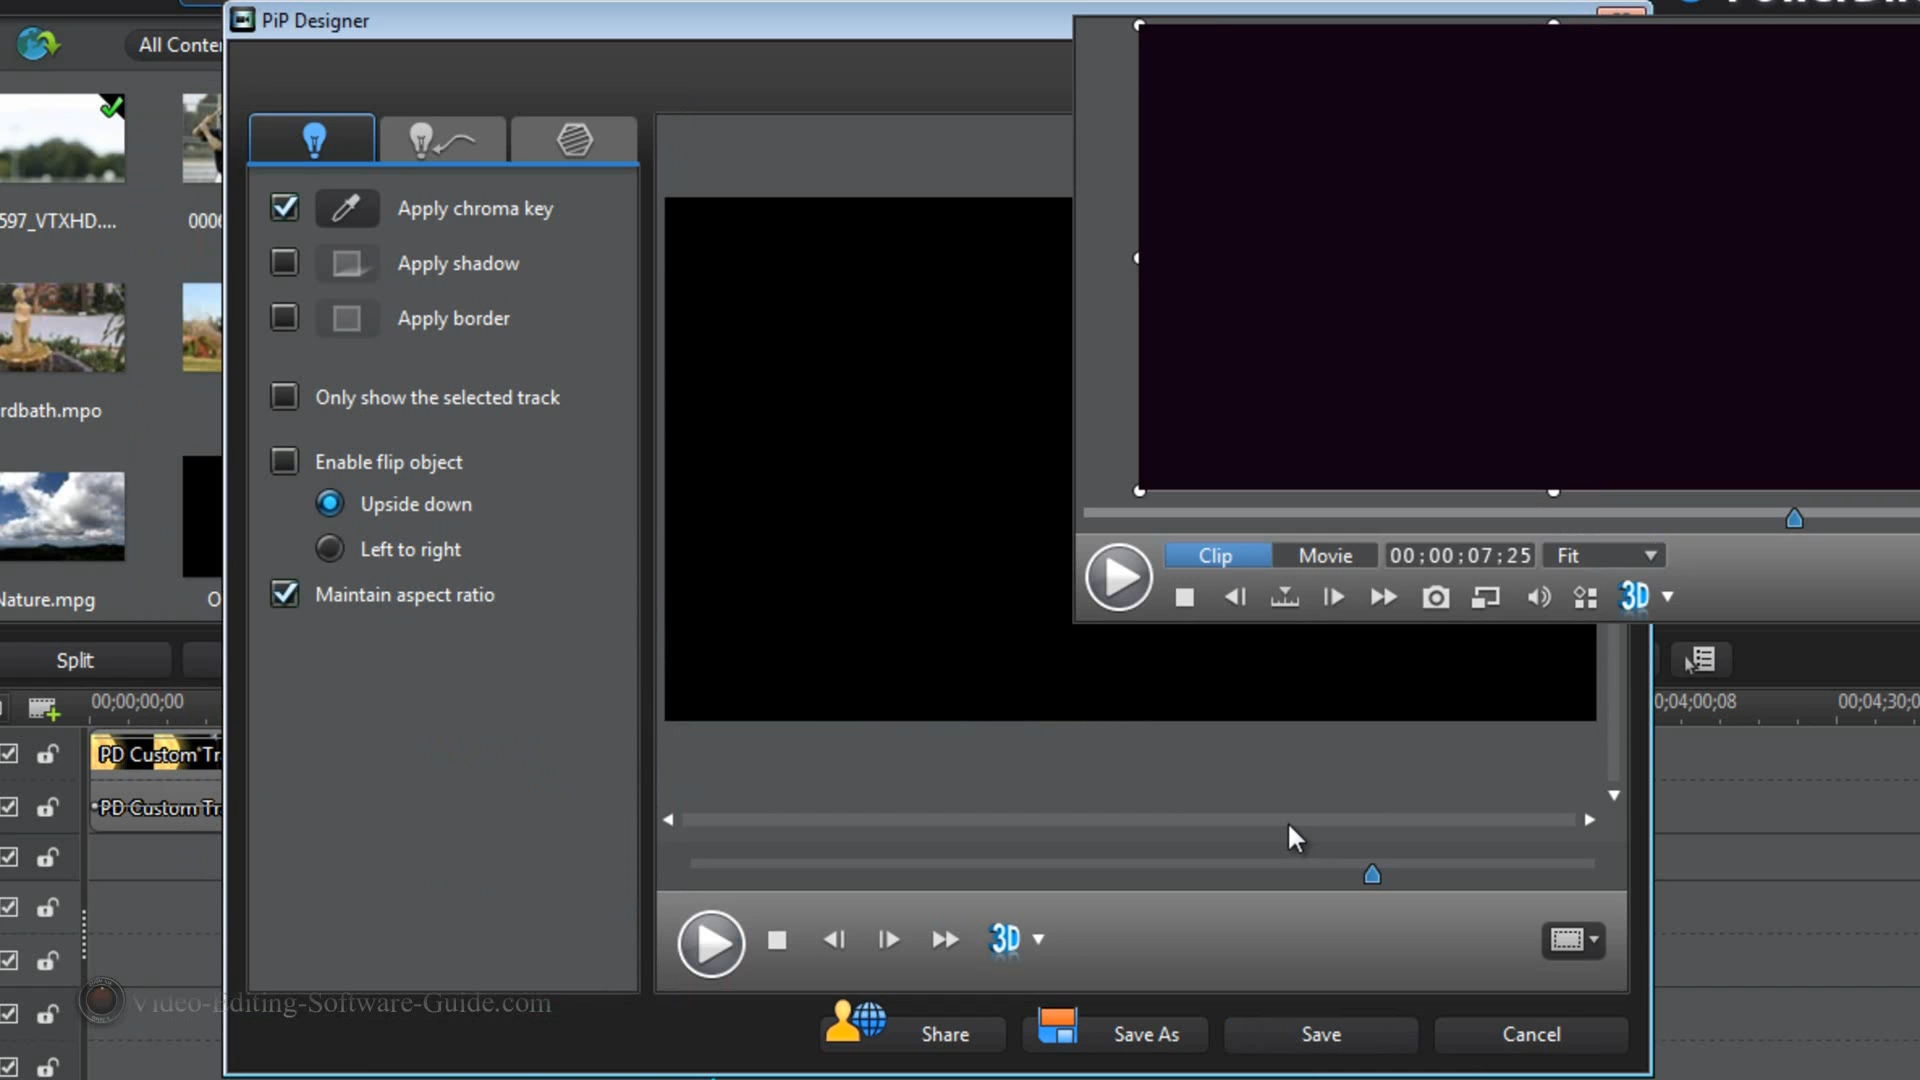 PiP Designer
All Conte
597_VTXHD....
0006
rdbath.mpo
Nature.mpg
O
Apply chroma key
Apply shadow
Apply border
Only show the selected track
Enable flip object
Upside down
Left to right
Maintain aspect ratio
Clip
Movie
00;00;07;25
Fit
3D
Split
00;00;00;00
0;04;00;08
00;04;30;0
PD Custom Tr
PD Custom Tr
3D
Video-Editing-Software-Guide.com
Share
Save As
Save
Cancel